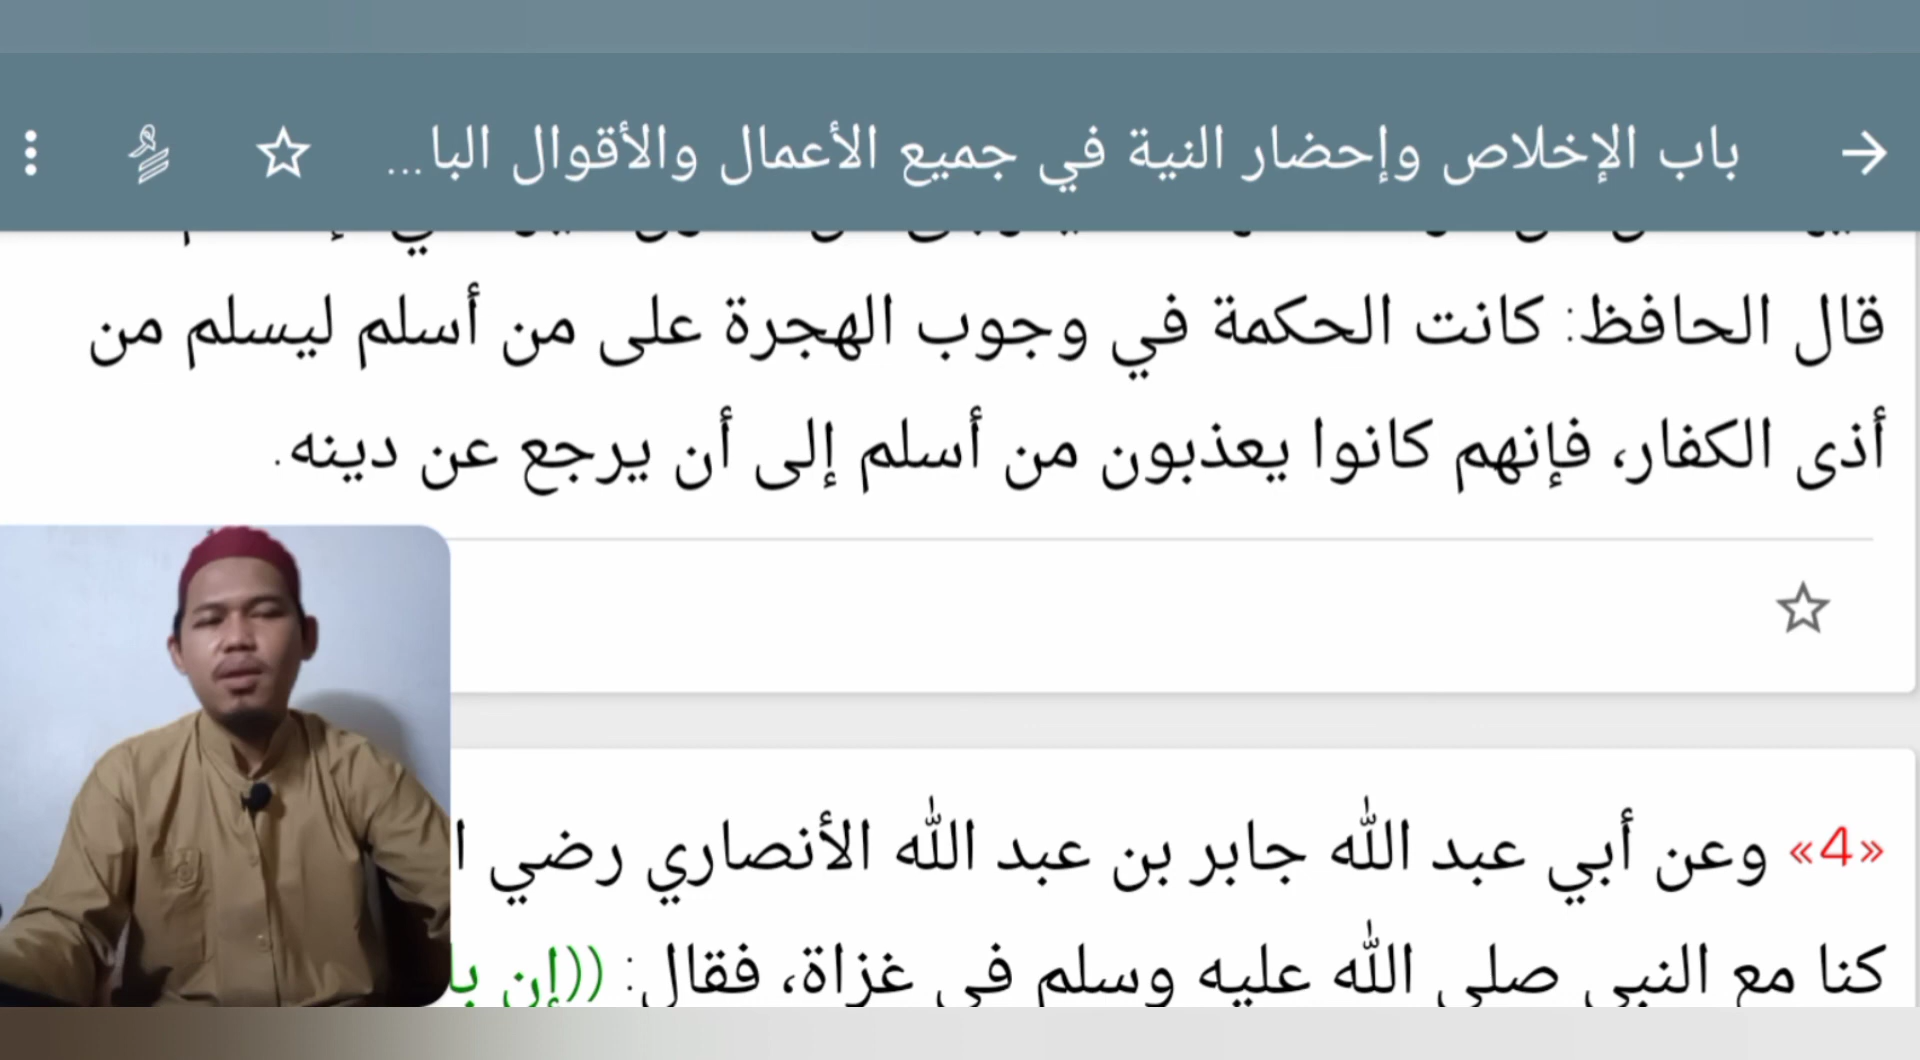 باب الإخلاص وإحضار النية في جميع الأعمال والأقوال البا...
قال الحافظ: كانت الحكمة في وجوب الهجرة على من أسلم ليسلم من
أذى الكفار، فإنهم كانوا يعذبون من أسلم إلى أن يرجع عن دينه.
«4» وعن أبي عبد الله جابر بن عبد الله الأنصاري رضي ا
كنا مع النبي صلى الله عليه وسلم في غزاة، فقال: ((إن با